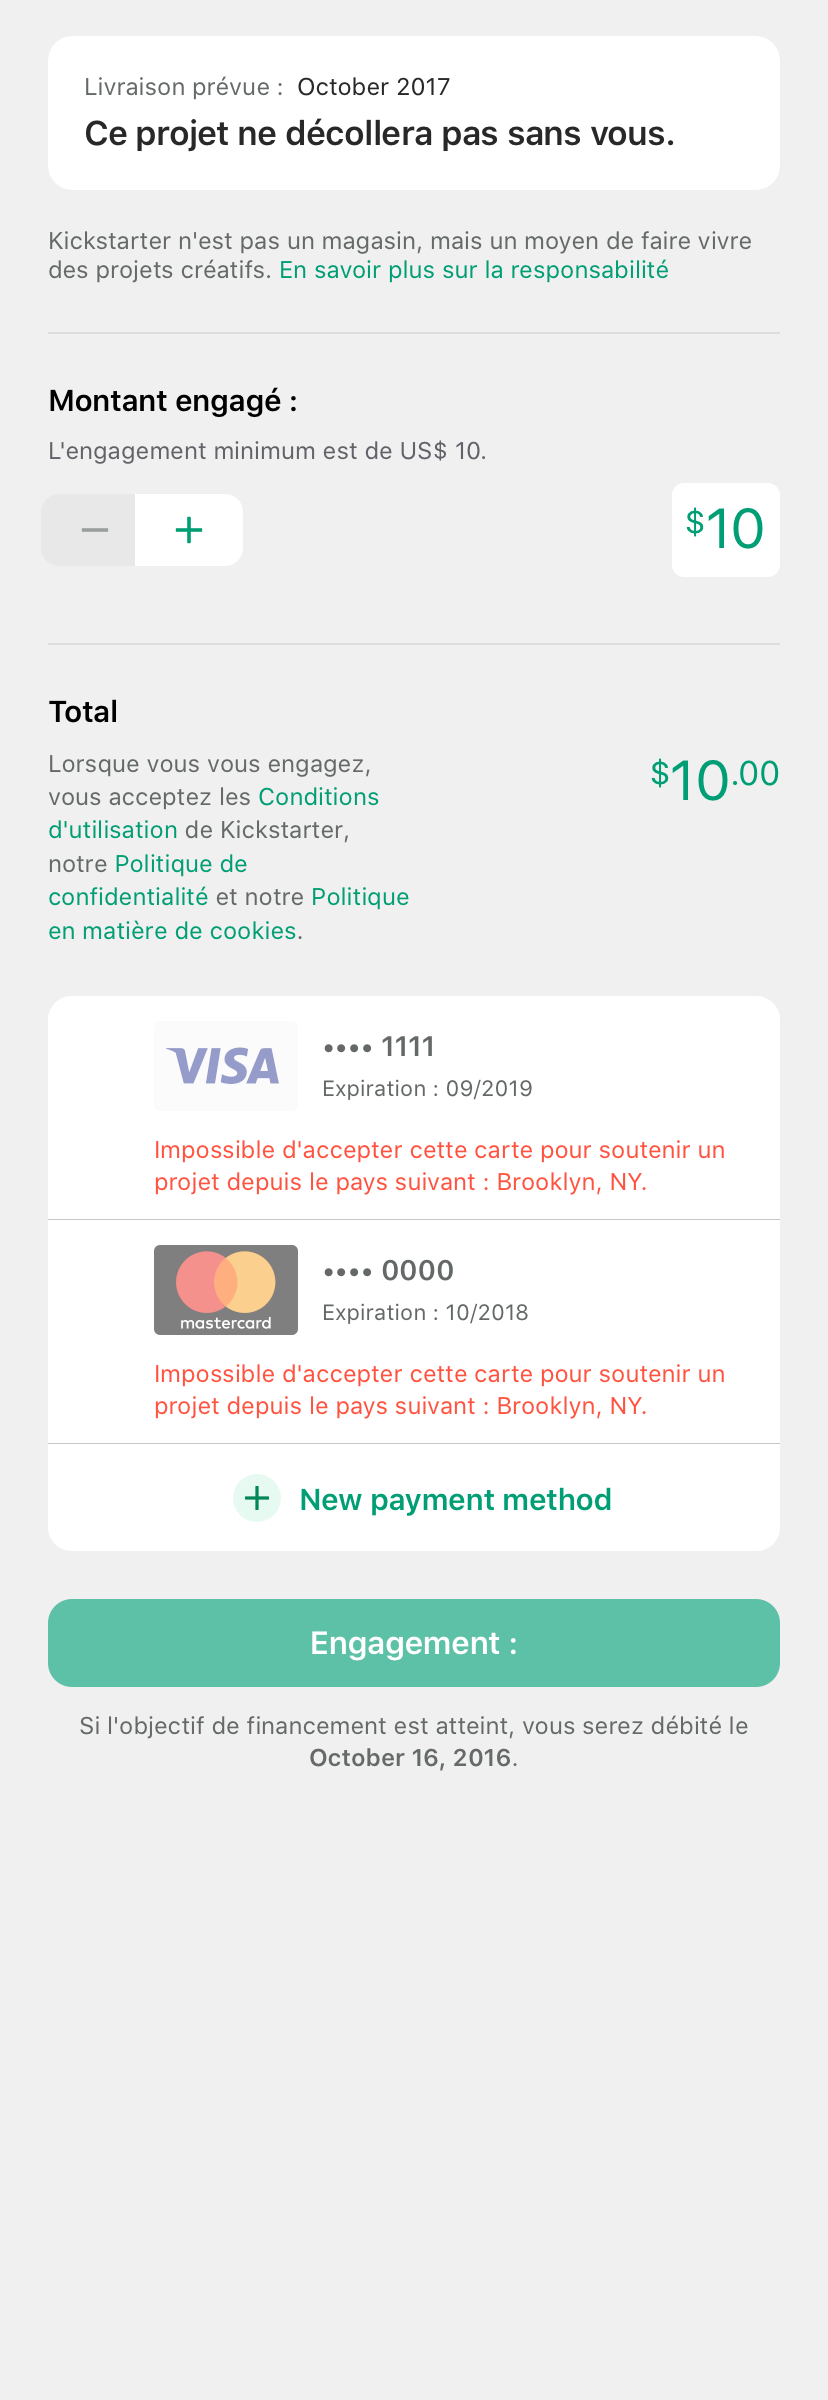 Livraison prévue : October 2017
Ce projet ne décollera pas sans vous.
Kickstarter n'est pas un magasin, mais un moyen de faire vivre
des projets créatifs. En savoir plus sur la responsabilité
Montant engagé :
L'engagement minimum est de US$ 10.
− +
$10
Total
Lorsque vous vous engagez,
vous acceptez les Conditions
d'utilisation de Kickstarter,
notre Politique de
confidentialité et notre Politique
en matière de cookies.
$10.00
VISA
•••• 1111
Expiration : 09/2019
Impossible d'accepter cette carte pour soutenir un
projet depuis le pays suivant : Brooklyn, NY.
mastercard
•••• 0000
Expiration : 10/2018
Impossible d'accepter cette carte pour soutenir un
projet depuis le pays suivant : Brooklyn, NY.
+ New payment method
Engagement :
Si l'objectif de financement est atteint, vous serez débité le
October 16, 2016.